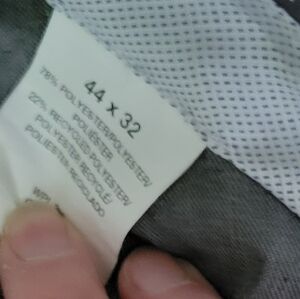 44 x 32
78% POLYESTER/POLYESTER/
POLIÉSTER
22% RECYCLED POLYESTER/
POLYESTER RECYCLÉ/
POLIÉSTER RECICLADO